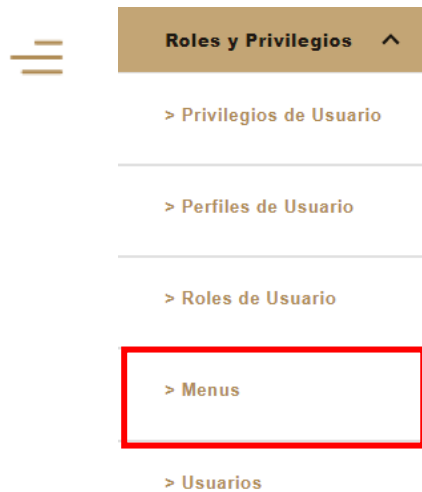 Roles y Privilegios
> Privilegios de Usuario
> Perfiles de Usuario
> Roles de Usuario
> Menus
> Usuarios